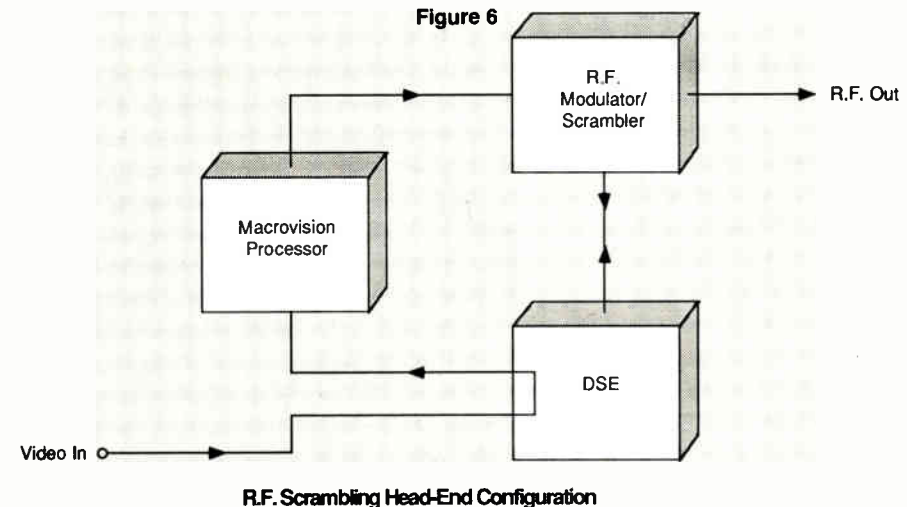 Figure 6
R.F.
Modulator/
Scrambler
R.F. Out
Macrovision
Processor
DSE
Video In
R.F. Scrambling Head-End Configuration